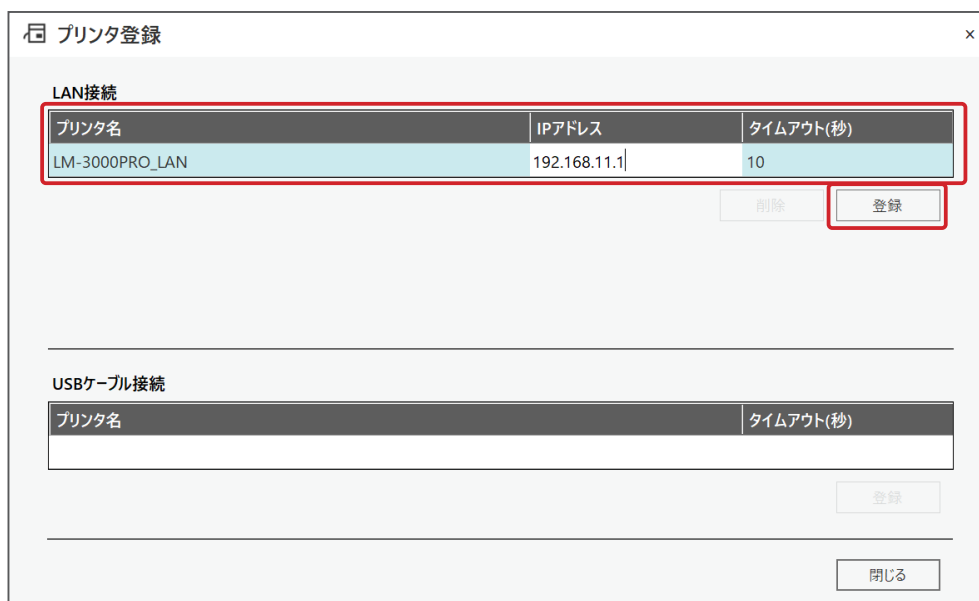 プリンタ登録 ×
LAN接続
プリンタ名 IPアドレス タイムアウト(秒)
LM-3000PRO_LAN 192.168.11.1 10
削除 登録
USBケーブル接続
プリンタ名 タイムアウト(秒)
登録
閉じる